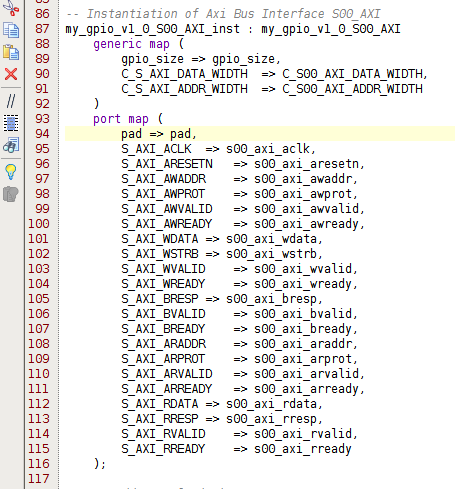 85
86 -- Instantiation of Axi Bus Interface S00_AXI
87 my_gpio_v1_0_S00_AXI_inst : my_gpio_v1_0_S00_AXI
88 generic map (
89 gpio_size => gpio_size,
90 C_S_AXI_DATA_WIDTH => C_S00_AXI_DATA_WIDTH,
91 C_S_AXI_ADDR_WIDTH => C_S00_AXI_ADDR_WIDTH
92 )
93 port map (
94 pad => pad,
95 S_AXI_ACLK => s00_axi_aclk,
96 S_AXI_ARESETN => s00_axi_aresetn,
97 S_AXI_AWADDR => s00_axi_awaddr,
98 S_AXI_AWPROT => s00_axi_awprot,
99 S_AXI_AWVALID => s00_axi_awvalid,
100 S_AXI_AWREADY => s00_axi_awready,
101 S_AXI_WDATA => s00_axi_wdata,
102 S_AXI_WSTRB => s00_axi_wstrb,
103 S_AXI_WVALID => s00_axi_wvalid,
104 S_AXI_WREADY => s00_axi_wready,
105 S_AXI_BRESP => s00_axi_bresp,
106 S_AXI_BVALID => s00_axi_bvalid,
107 S_AXI_BREADY => s00_axi_bready,
108 S_AXI_ARADDR => s00_axi_araddr,
109 S_AXI_ARPROT => s00_axi_arprot,
110 S_AXI_ARVALID => s00_axi_arvalid,
111 S_AXI_ARREADY => s00_axi_arready,
112 S_AXI_RDATA => s00_axi_rdata,
113 S_AXI_RRESP => s00_axi_rresp,
114 S_AXI_RVALID => s00_axi_rvalid,
115 S_AXI_RREADY => s00_axi_rready
116 );
117